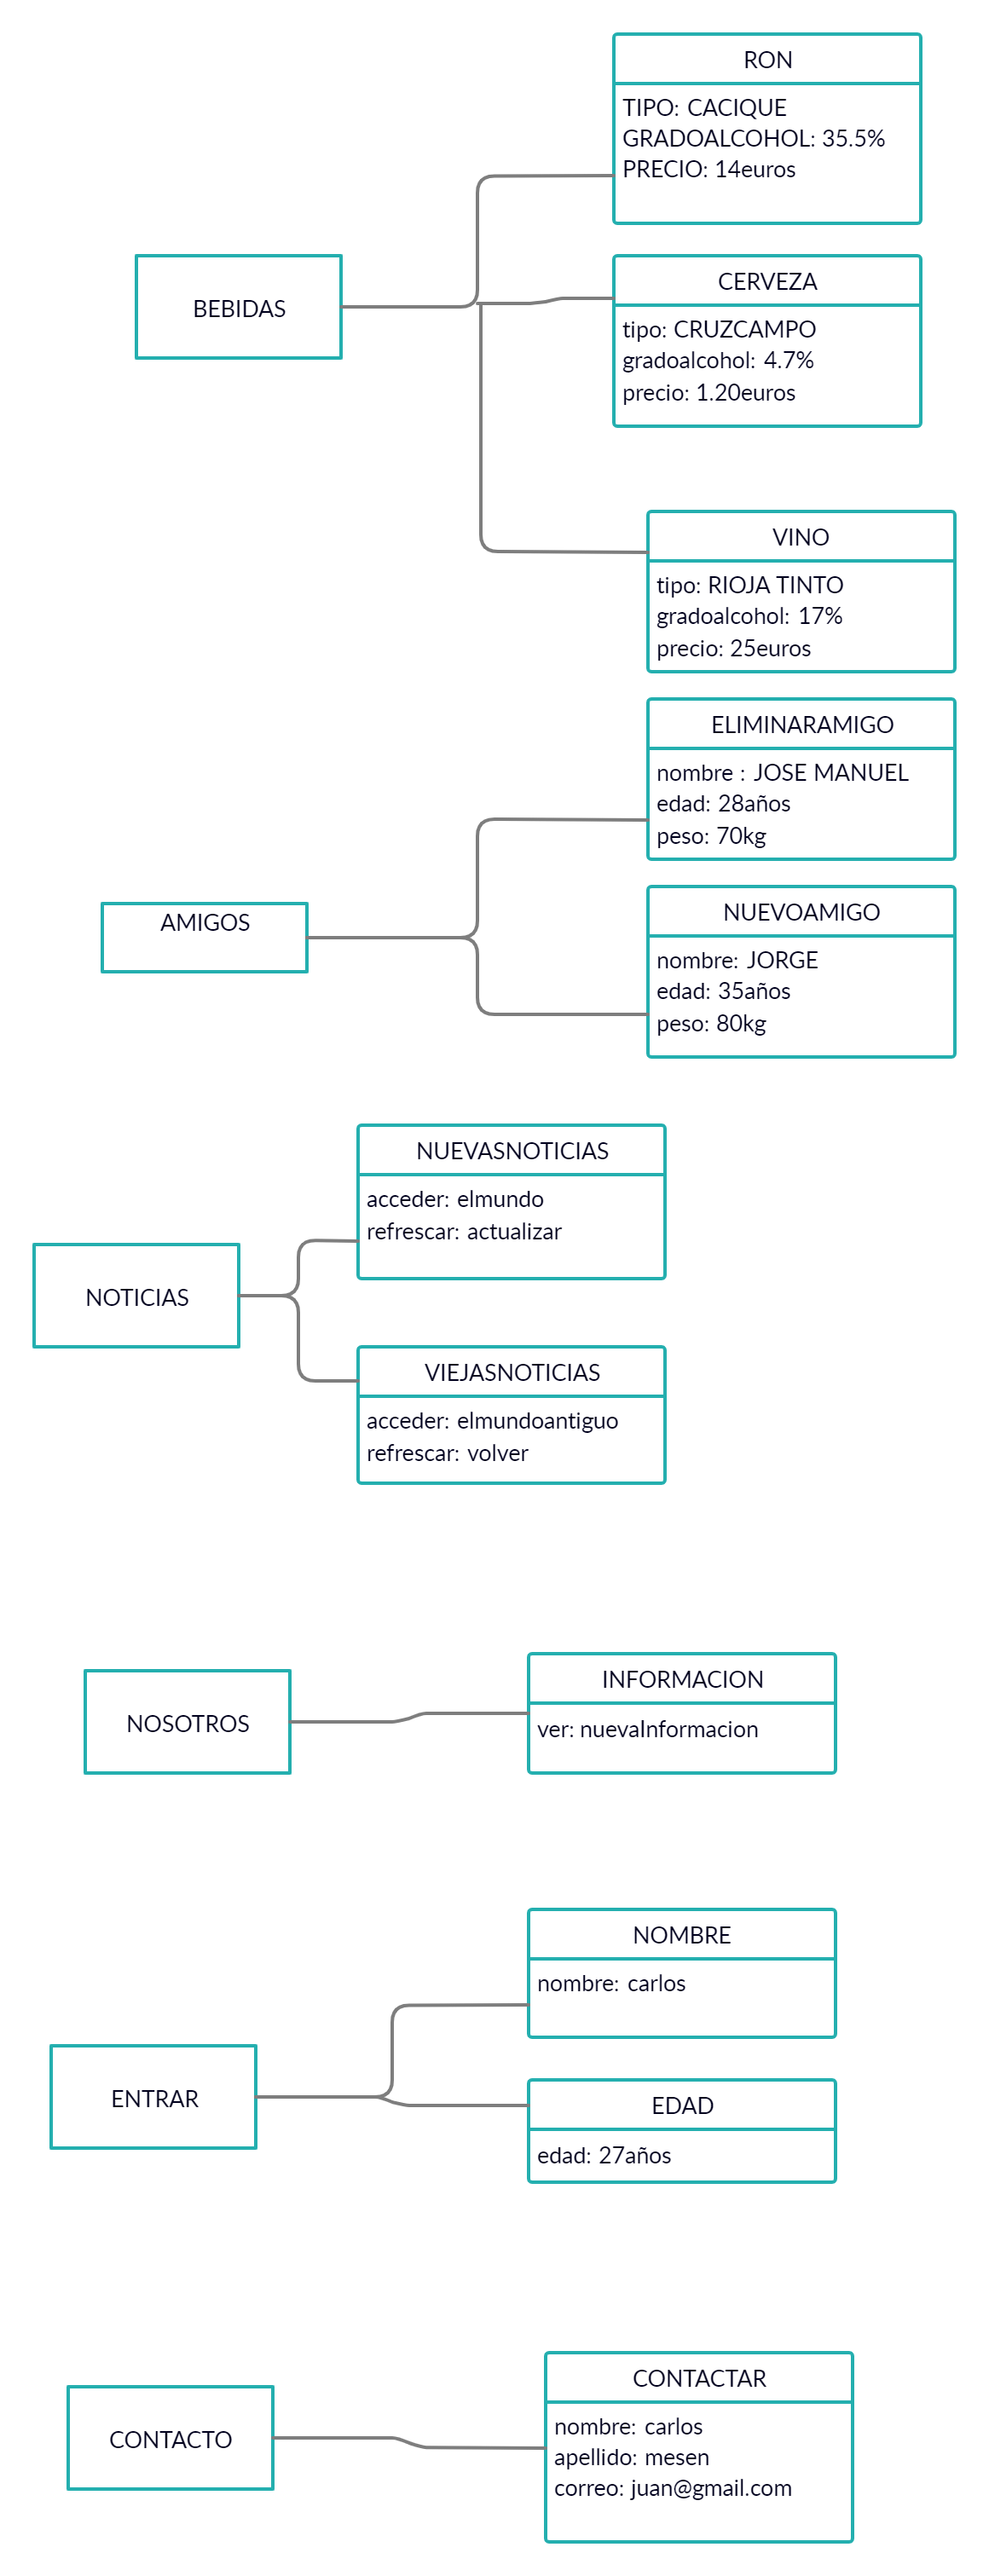 RON
TIPO: CACIQUE
GRADOALCOHOL: 35.5%
PRECIO: 14euros
BEBIDAS
CERVEZA
tipo: CRUZCAMPO
gradoalcohol: 4.7%
precio: 1.20euros
VINO
tipo: RIOJA TINTO
gradoalcohol: 17%
precio: 25euros
ELIMINARAMIGO
nombre : JOSE MANUEL
edad: 28años
peso: 70kg
AMIGOS
NUEVOAMIGO
nombre: JORGE
edad: 35años
peso: 80kg
NUEVASNOTICIAS
acceder: elmundo
refrescar: actualizar
NOTICIAS
VIEJASNOTICIAS
acceder: elmundoantiguo
refrescar: volver
INFORMACION
ver: nuevaInformacion
NOSOTROS
NOMBRE
nombre: carlos
ENTRAR
EDAD
edad: 27años
CONTACTAR
nombre: carlos
apellido: mesen
correo: juan@gmail.com
CONTACTO